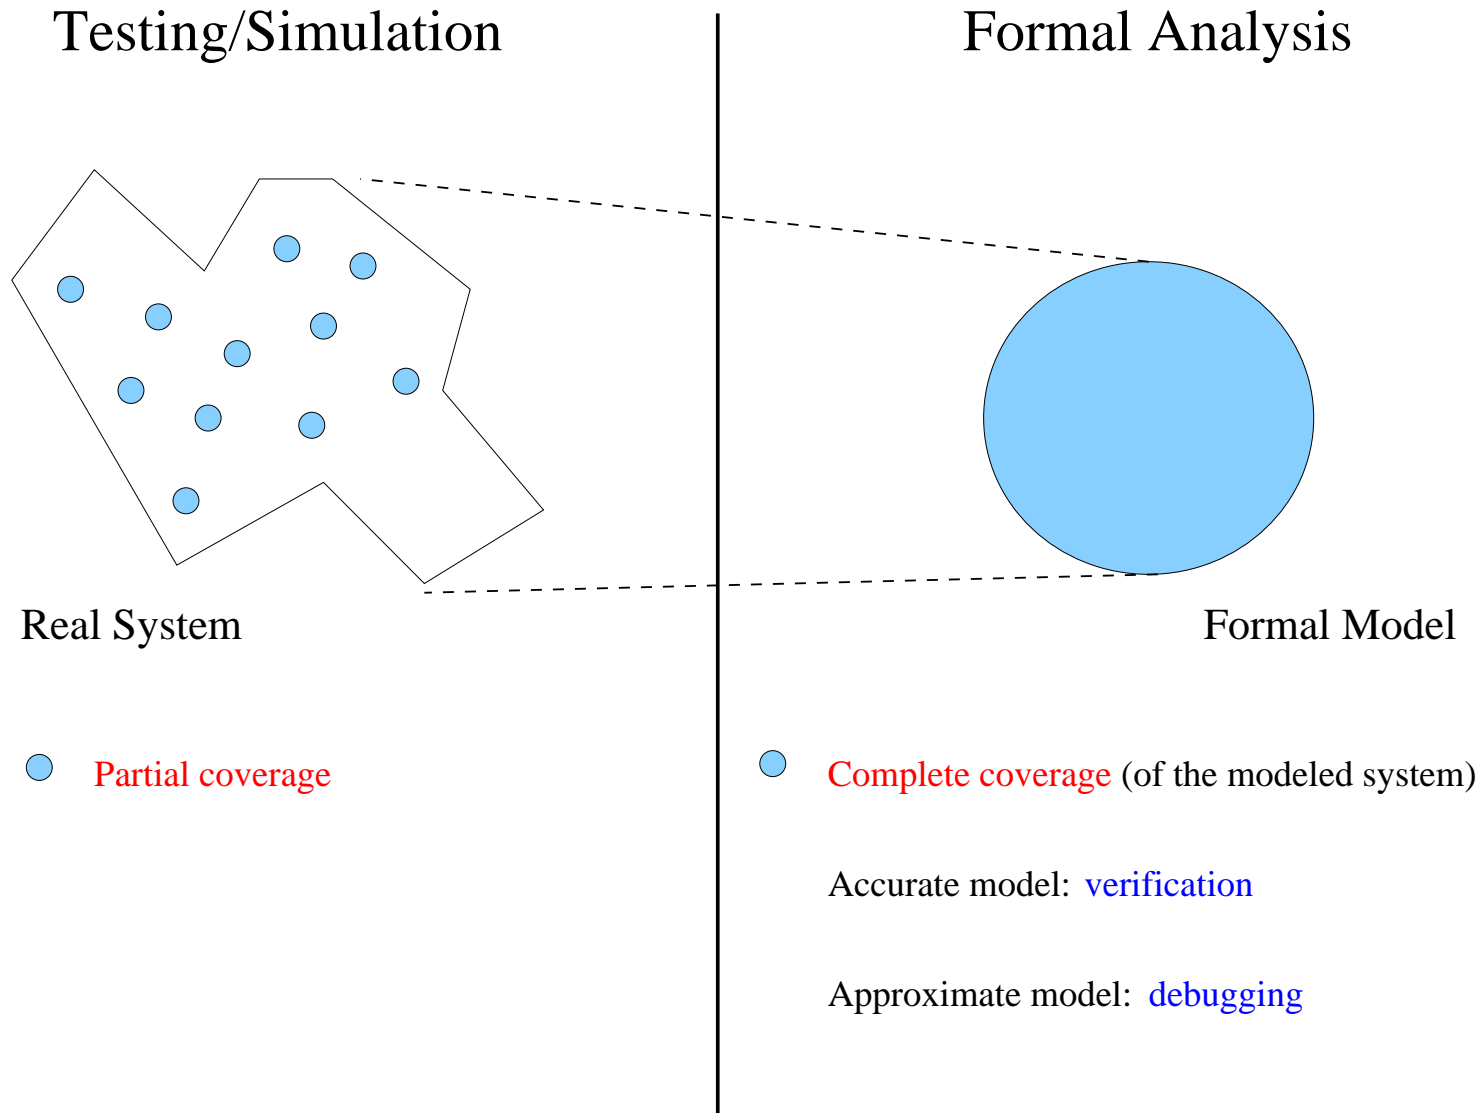 Testing/Simulation
Formal Analysis
Real System
Formal Model
Partial coverage
Complete coverage (of the modeled system)
Accurate model: verification
Approximate model: debugging